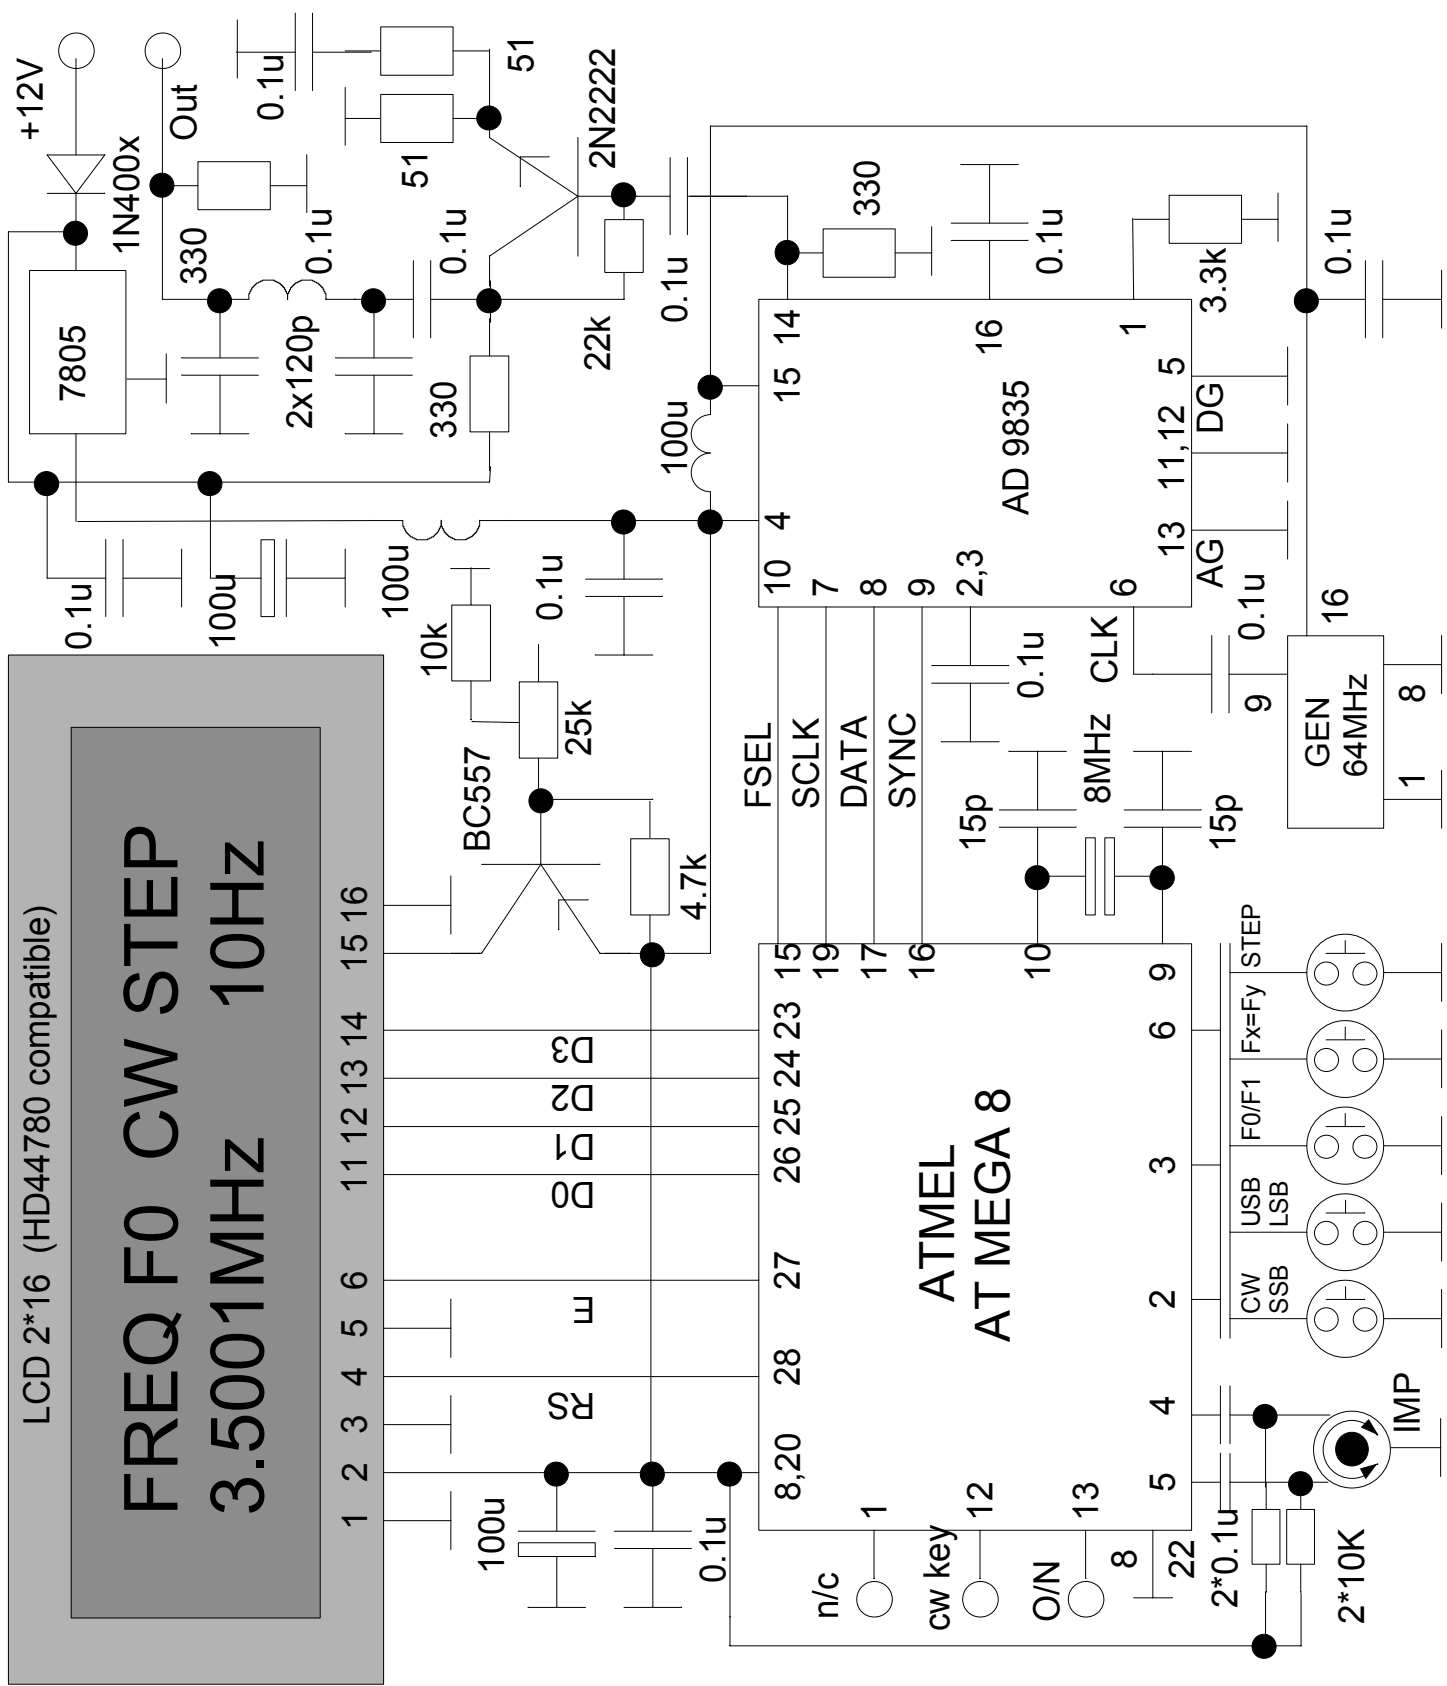 LCD 2*16 (HD44780 compatible)
FREQ F0 CW STEP
3.5001MHz 10Hz
1 2 3 4 5 6 11 12 13 14 15 16
0.1u
100u
+12V
1N400x
7805
Out
330
0.1u
2x120p
0.1u
330
0.1u
51
51
2N2222
22k
0.1u
100u
10k
0.1u
25k
BC557
4.7k
100u
RS
E
D0
D1
D2
D3
100u
0.1u
8,20
28
27
26 25 24 23
15
19
17
16
10
9
FSEL
SCLK
DATA
SYNC
10
7
8
9
2,3
6
4
15
14
16
1
AD 9835
330
0.1u
3.3k
0.1u
13
11,12
5
AG
DG
0.1u
CLK
0.1u
15p
8MHz
15p
GEN
64MHz
9
16
1
8
0.1u
ATMEL
AT MEGA 8
1
12
13
8
22
n/c
cw key
O/N
5
4
2
3
6
2*0.1u
2*10K
IMP
CW
SSB
USB
LSB
F0/F1
Fx=Fy
STEP